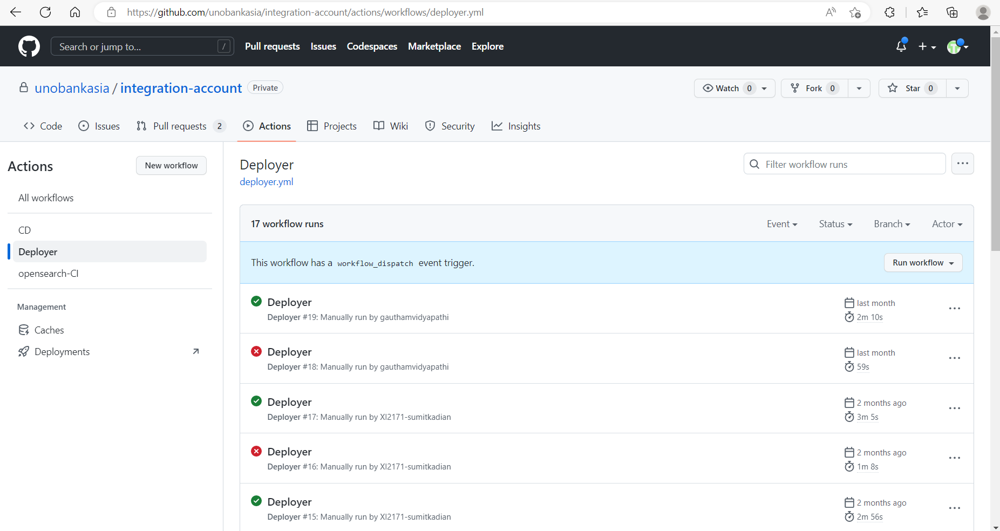 https://github.com/unobankasia/integration-account/actions/workflows/deployer.yml
Search or jump to... /
Pull requests Issues Codespaces Marketplace Explore
unobankasia / integration-account Private
Watch 0 Fork 0 Star 0
Code Issues Pull requests 2 Actions Projects Wiki Security Insights
Actions
New workflow
All workflows
CD
Deployer
opensearch-CI
Management
Caches
Deployments
Deployer
deployer.yml
Filter workflow runs
17 workflow runs
Event Status Branch Actor
This workflow has a workflow_dispatch event trigger.
Run workflow
Deployer
Deployer #19: Manually run by gauthamvidyapathi
last month
2m 10s
Deployer
Deployer #18: Manually run by gauthamvidyapathi
last month
59s
Deployer
Deployer #17: Manually run by XI2171-sumitkadian
2 months ago
3m 5s
Deployer
Deployer #16: Manually run by XI2171-sumitkadian
2 months ago
1m 8s
Deployer
Deployer #15: Manually run by XI2171-sumitkadian
2 months ago
2m 56s